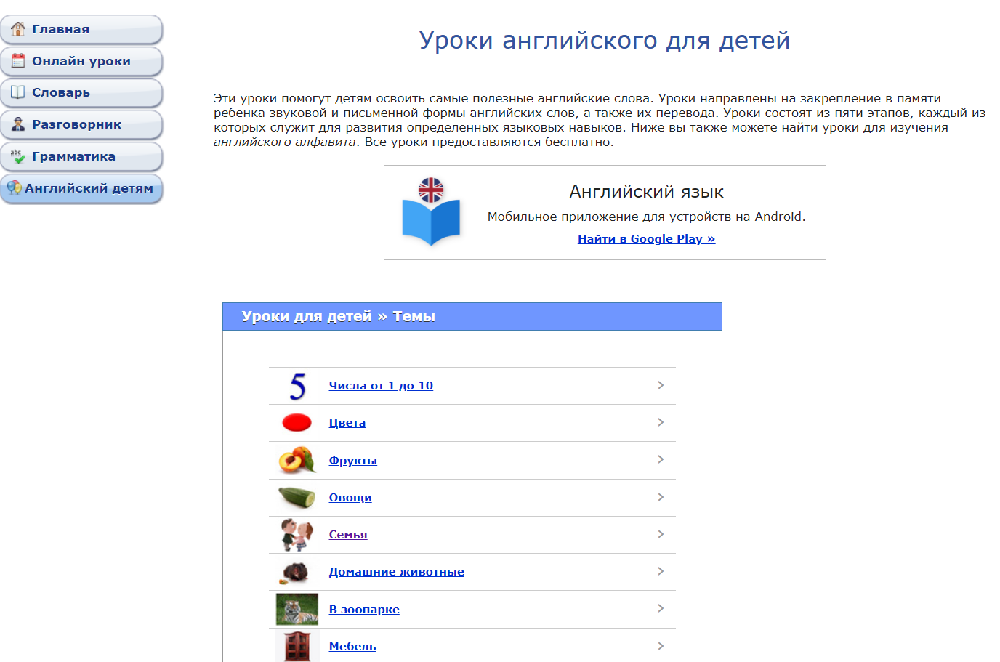 Главная
Онлайн уроки
Словарь
Разговорник
abc
Грамматика
Английский детям
Уроки английского для детей
Эти уроки помогут детям освоить самые полезные английские слова. Уроки направлены на закрепление в памяти
ребенка звуковой и письменной формы английских слов, а также их перевода. Уроки состоят из пяти этапов, каждый из
которых служит для развития определенных языковых навыков. Ниже вы также можете найти уроки для изучения
английского алфавита. Все уроки предоставляются бесплатно.
Английский язык
Мобильное приложение для устройств на Android.
Найти в Google Play »
Уроки для детей » Темы
5 Числа от 1 до 10
Цвета
Фрукты
Овощи
Семья
Домашние животные
В зоопарке
Мебель